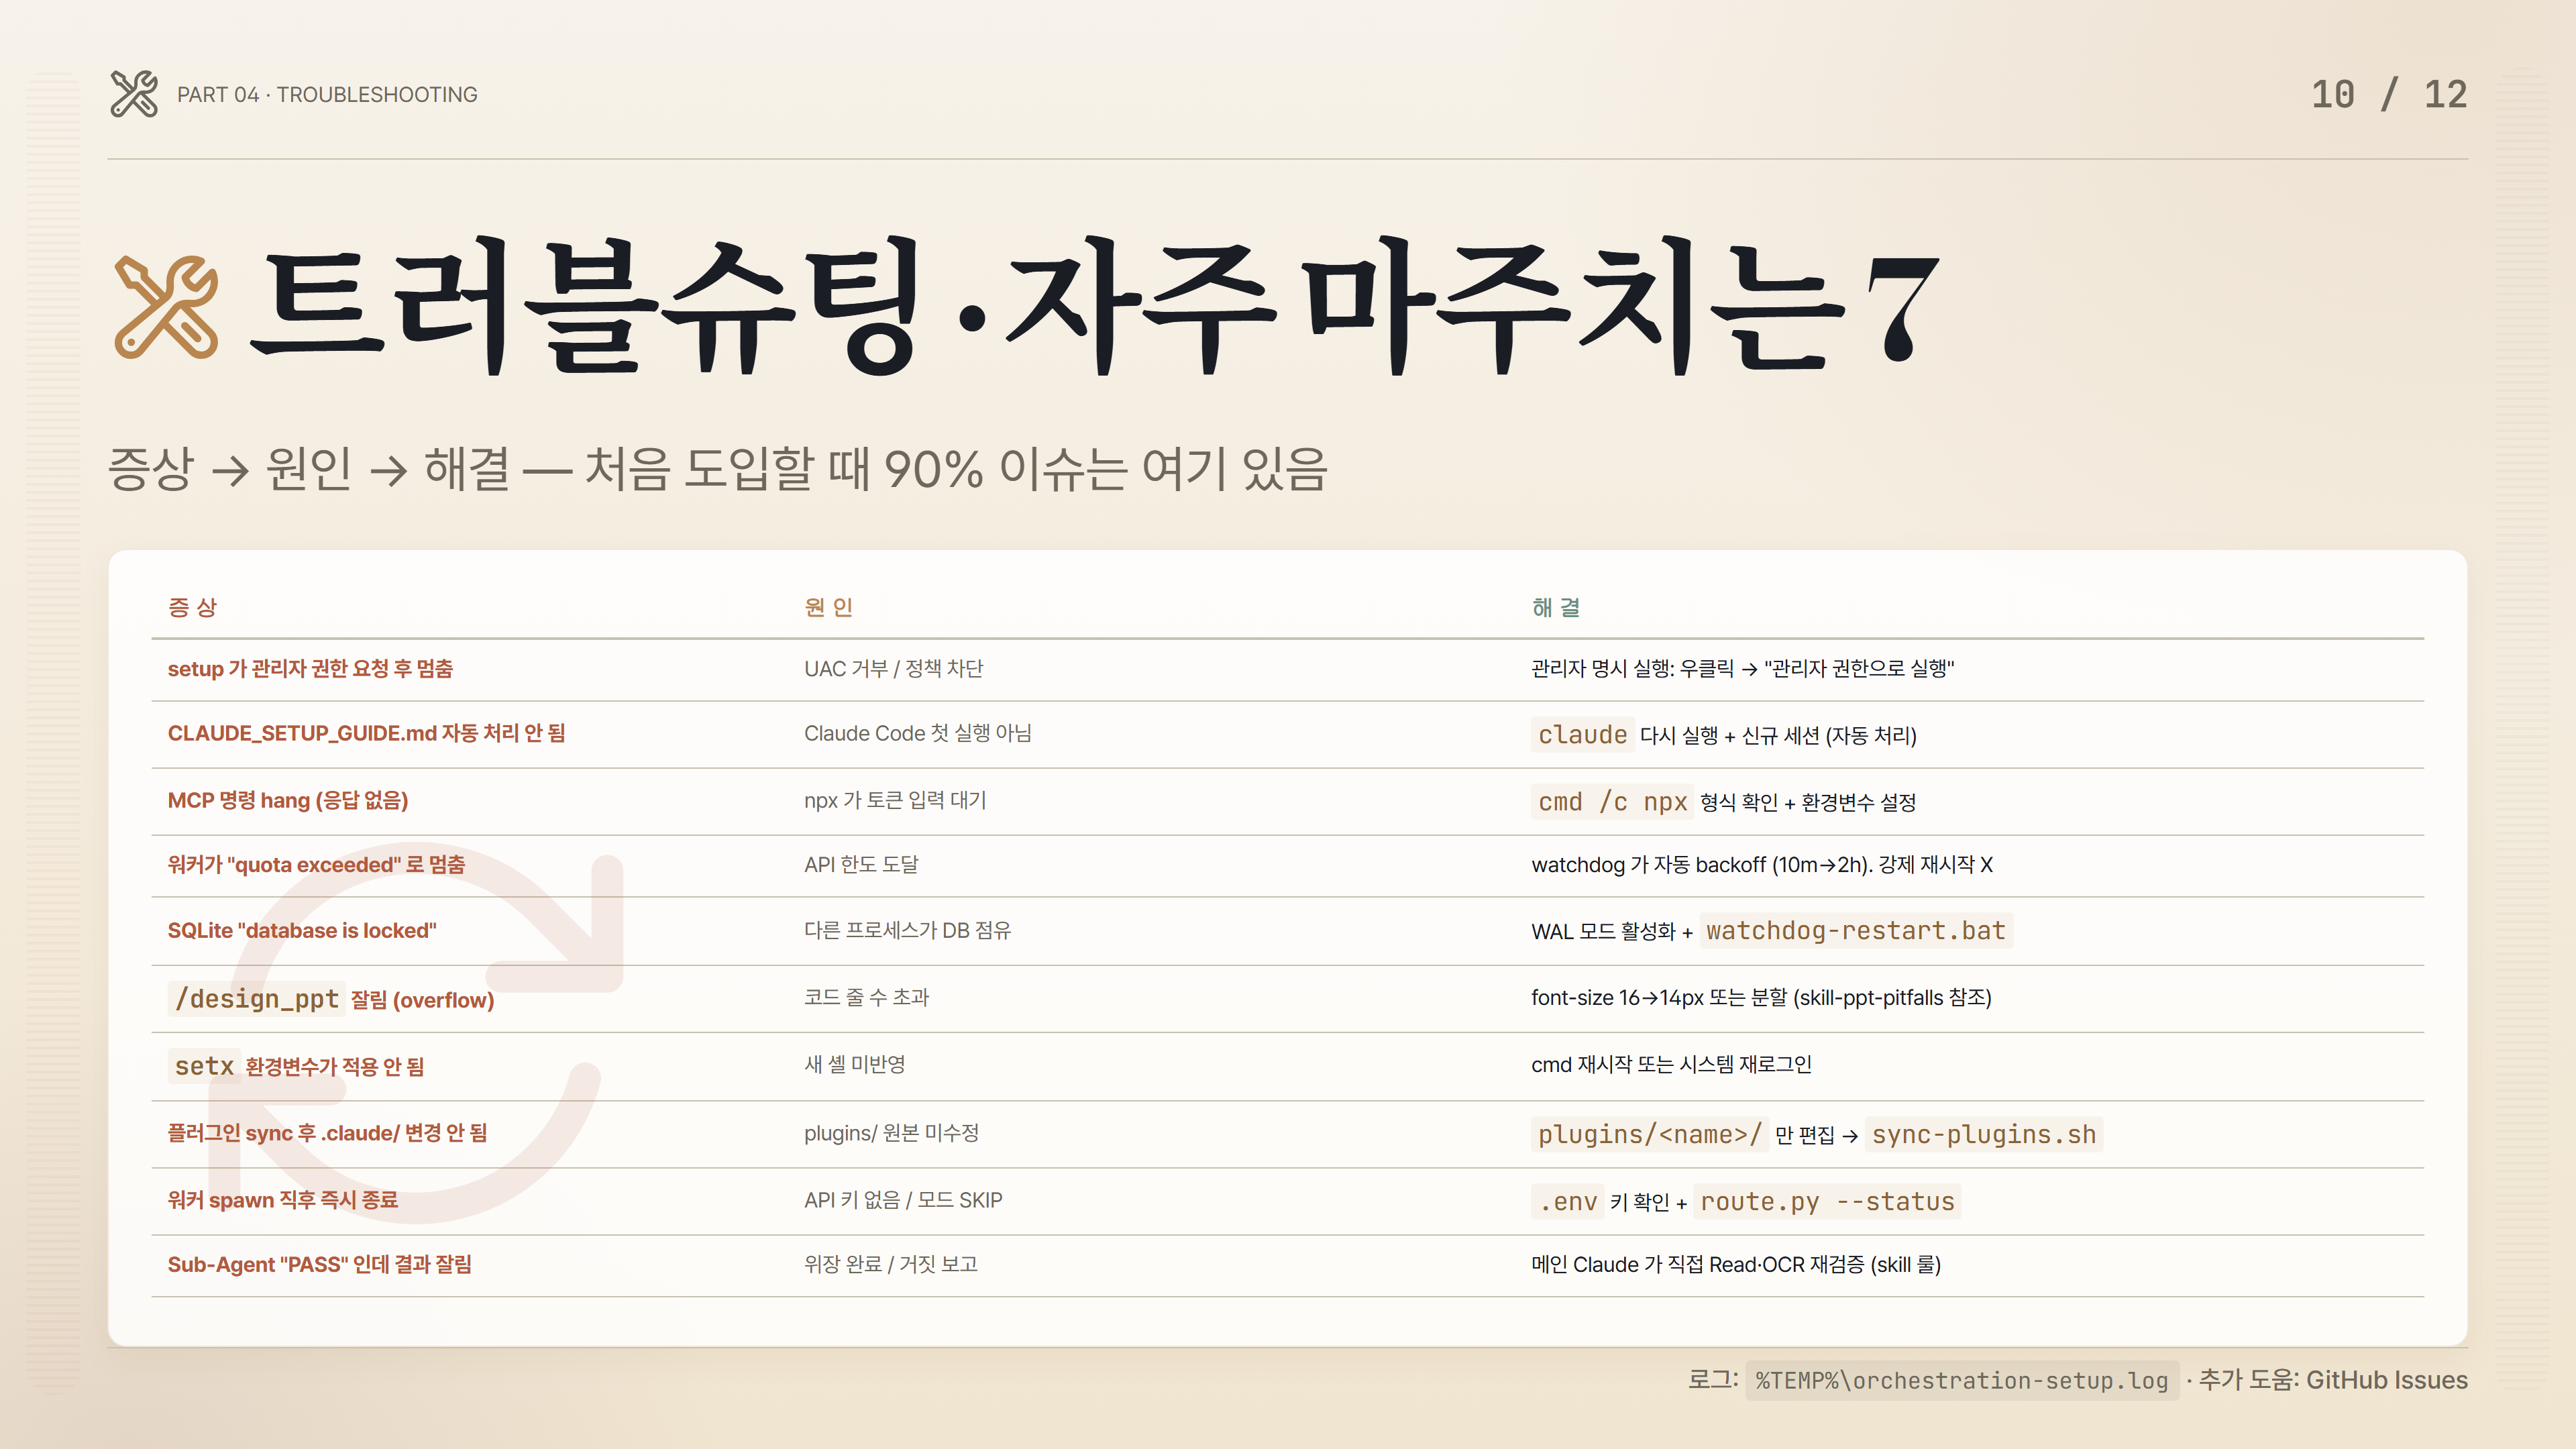 PART 04 · TROUBLESHOOTING
10 / 12
트러블슈팅 · 자주 마주치는 7
증상 → 원인 → 해결 — 처음 도입할 때 90% 이슈는 여기 있음
증상 원인 해결
setup 가 관리자 권한 요청 후 멈춤 UAC 거부 / 정책 차단 관리자 명시 실행: 우클릭 → "관리자 권한으로 실행"
CLAUDE_SETUP_GUIDE.md 자동 처리 안 됨 Claude Code 첫 실행 아님 claude 다시 실행 + 신규 세션 (자동 처리)
MCP 명령 hang (응답 없음) npx 가 토큰 입력 대기 cmd /c npx 형식 확인 + 환경변수 설정
워커가 "quota exceeded" 로 멈춤 API 한도 도달 watchdog 가 자동 backoff (10m→2h). 강제 재시작 X
SQLite "database is locked" 다른 프로세스가 DB 점유 WAL 모드 활성화 + watchdog-restart.bat
/design_ppt 잘림 (overflow) 코드 줄 수 초과 font-size 16→14px 또는 분할 (skill-ppt-pitfalls 참조)
setx 환경변수가 적용 안 됨 새 셸 미반영 cmd 재시작 또는 시스템 재로그인
플러그인 sync 후 .claude/ 변경 안 됨 plugins/ 원본 미수정 plugins/<name>/ 만 편집 → sync-plugins.sh
워커 spawn 직후 즉시 종료 API 키 없음 / 모드 SKIP .env 키 확인 + route.py --status
Sub-Agent "PASS" 인데 결과 잘림 위장 완료 / 거짓 보고 메인 Claude 가 직접 Read·OCR 재검증 (skill 룰)
로그: %TEMP%\orchestration-setup.log · 추가 도움: GitHub Issues